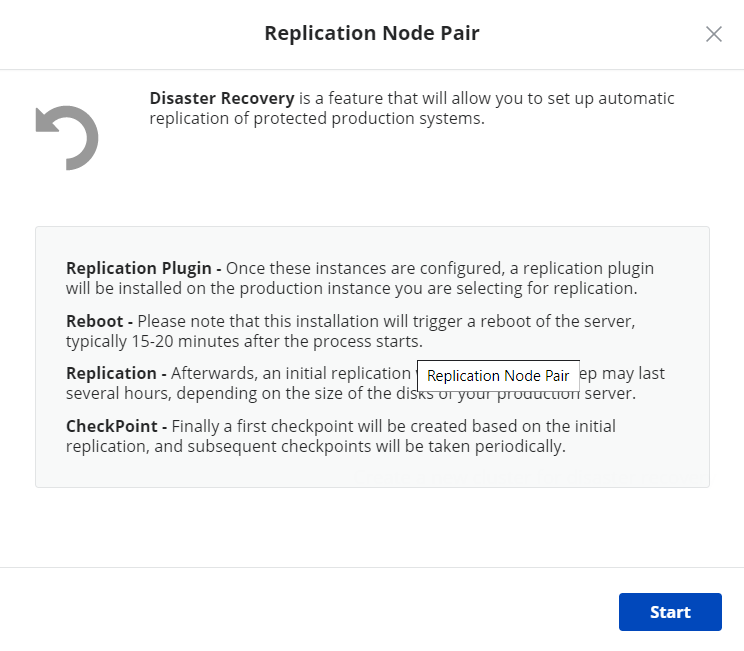 Replication Node Pair
Disaster Recovery is a feature that will allow you to set up automatic
replication of protected production systems.
Replication Plugin - Once these instances are configured, a replication plugin
will be installed on the production instance you are selecting for replication.
Reboot - Please note that this installation will trigger a reboot of the server,
typically 15-20 minutes after the process starts.
Replication - Afterwards, an initial replication
Replication Node Pair
may last
several hours, depending on the size of the disks of your production server.
CheckPoint - Finally a first checkpoint will be created based on the initial
replication, and subsequent checkpoints will be taken periodically.
Start